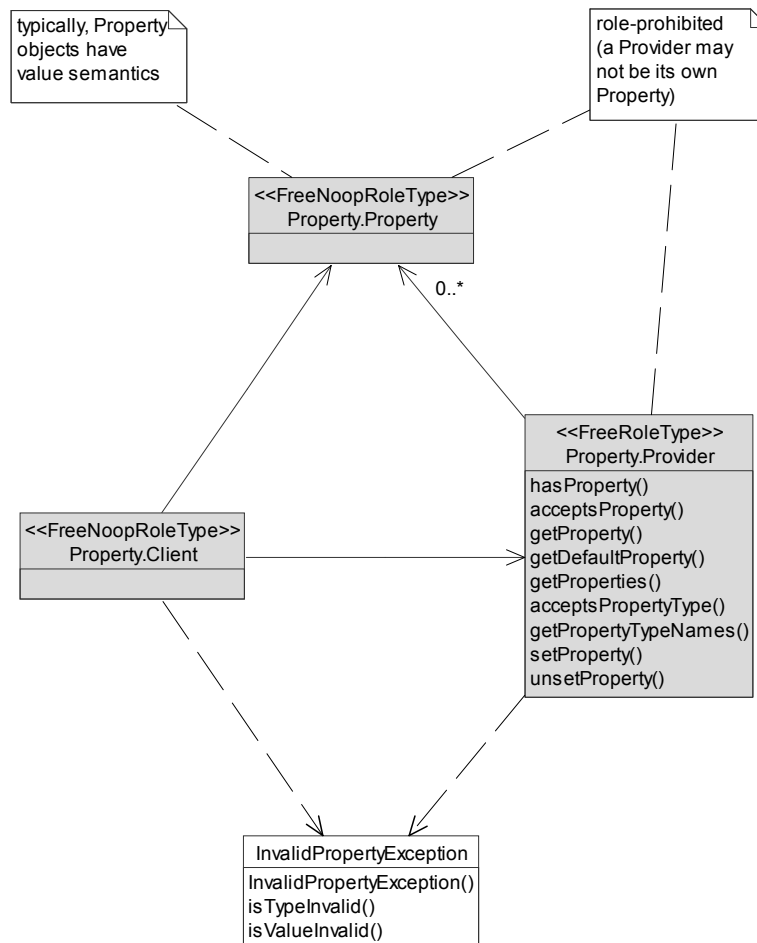 typically, Property
objects have
value semantics
role-prohibited
(a Provider may
not be its own
Property)
<<FreeNoopRoleType>>
Property.Property
0..*
<<FreeRoleType>>
Property.Provider
hasProperty()
acceptsProperty()
getProperty()
getDefaultProperty()
getProperties()
acceptsPropertyType()
getPropertyTypeNames()
setProperty()
unsetProperty()
<<FreeNoopRoleType>>
Property.Client
InvalidPropertyException
InvalidPropertyException()
isTypeInvalid()
isValueInvalid()